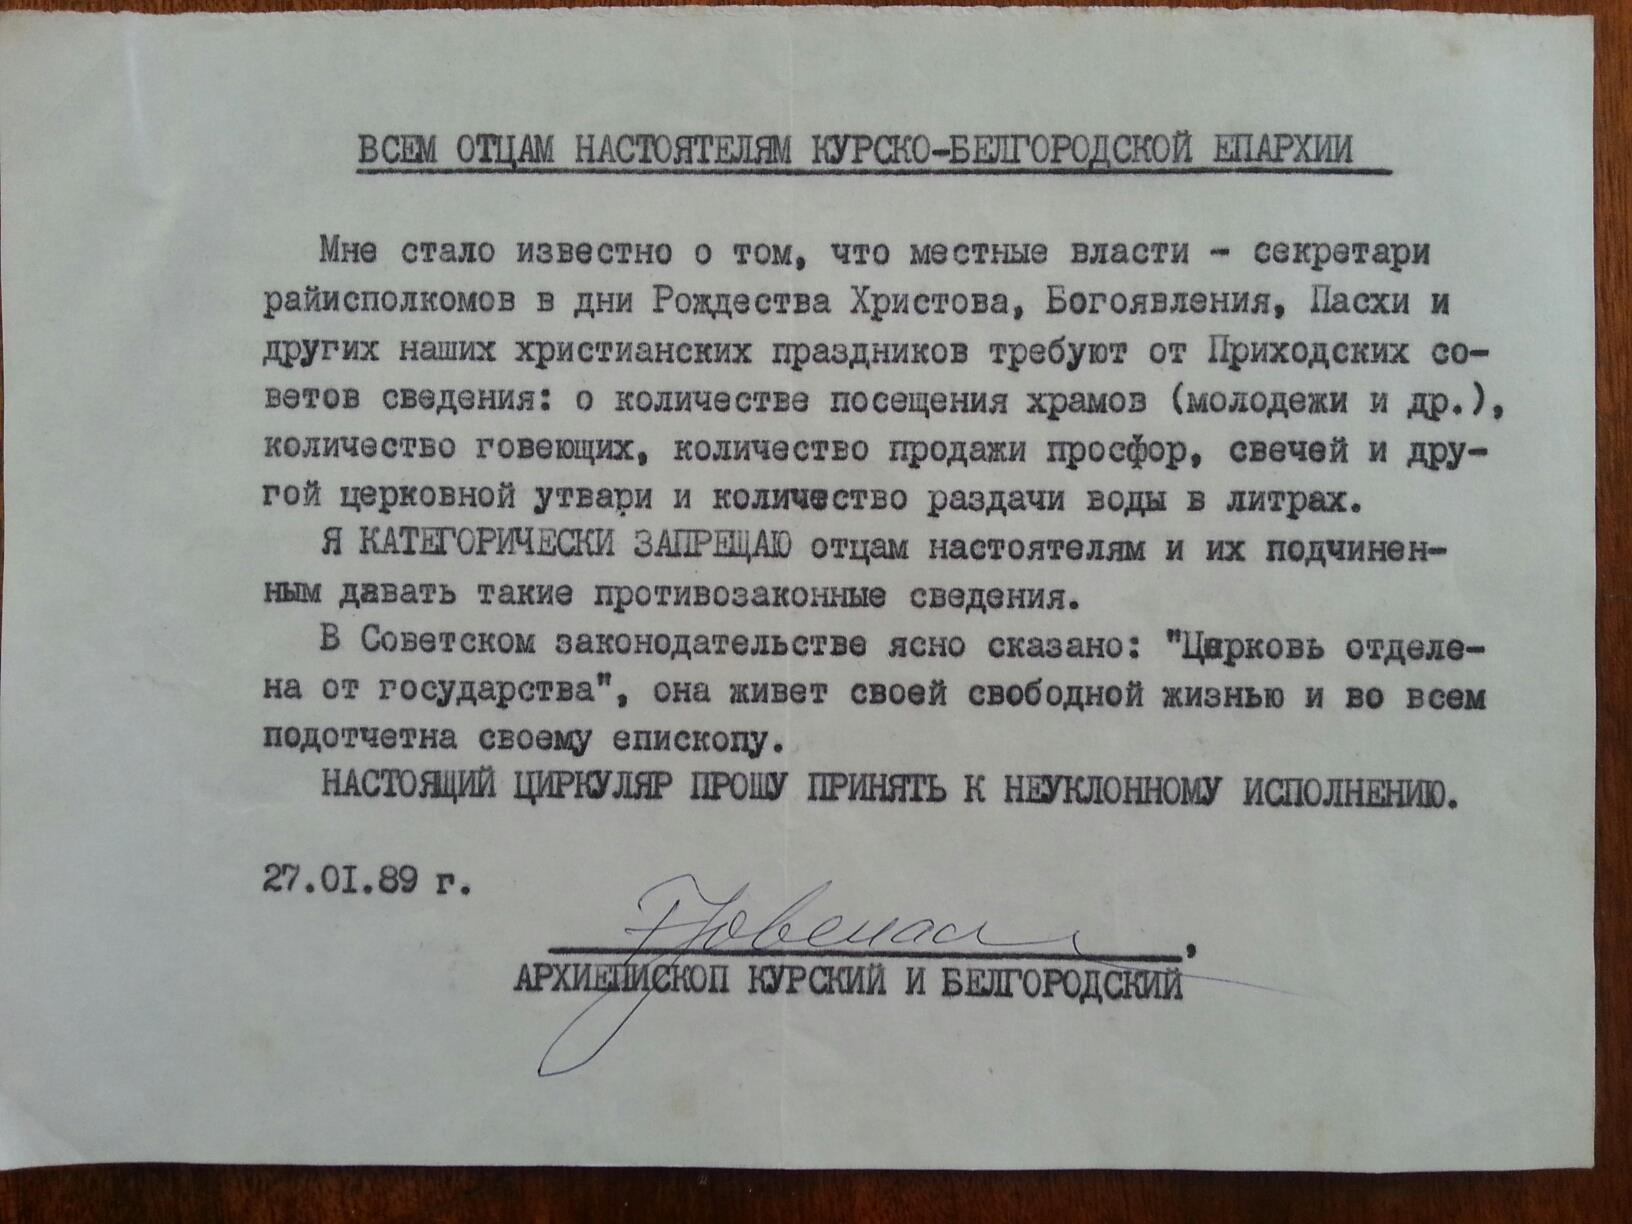 ВСЕМ ОТЦАМ НАСТОЯТЕЛЯМ КУРСКО-БЕЛГОРОДСКОЙ ЕПАРХИИ
Мне стало известно о том, что местные власти - секретари
райисполкомов в дни Рождества Христова, Богоявления, Пасхи и
других наших христианских праздников требуют от Приходских со-
ветов сведения: о количестве посещения храмов (молодежи и др.),
количество говеющих, количество продажи просфор, свечей и дру-
гой церковной утвари и количество раздачи воды в литрах.
Я КАТЕГОРИЧЕСКИ ЗАПРЕЩАЮ отцам настоятелям и их подчинен-
ным давать такие противозаконные сведения.
В Советском законодательстве ясно сказано: "Церковь отделе-
на от государства", она живет своей свободной жизнью и во всем
подотчетна своему епископу.
НАСТОЯЩИЙ ЦИРКУЛЯР ПРОШУ ПРИНЯТЬ К НЕУКЛОННОМУ ИСПОЛНЕНИЮ.
27.01.89 г.
Ювенал ,
АРХИЕПИСКОП КУРСКИЙ И БЕЛГОРОДСКИЙ